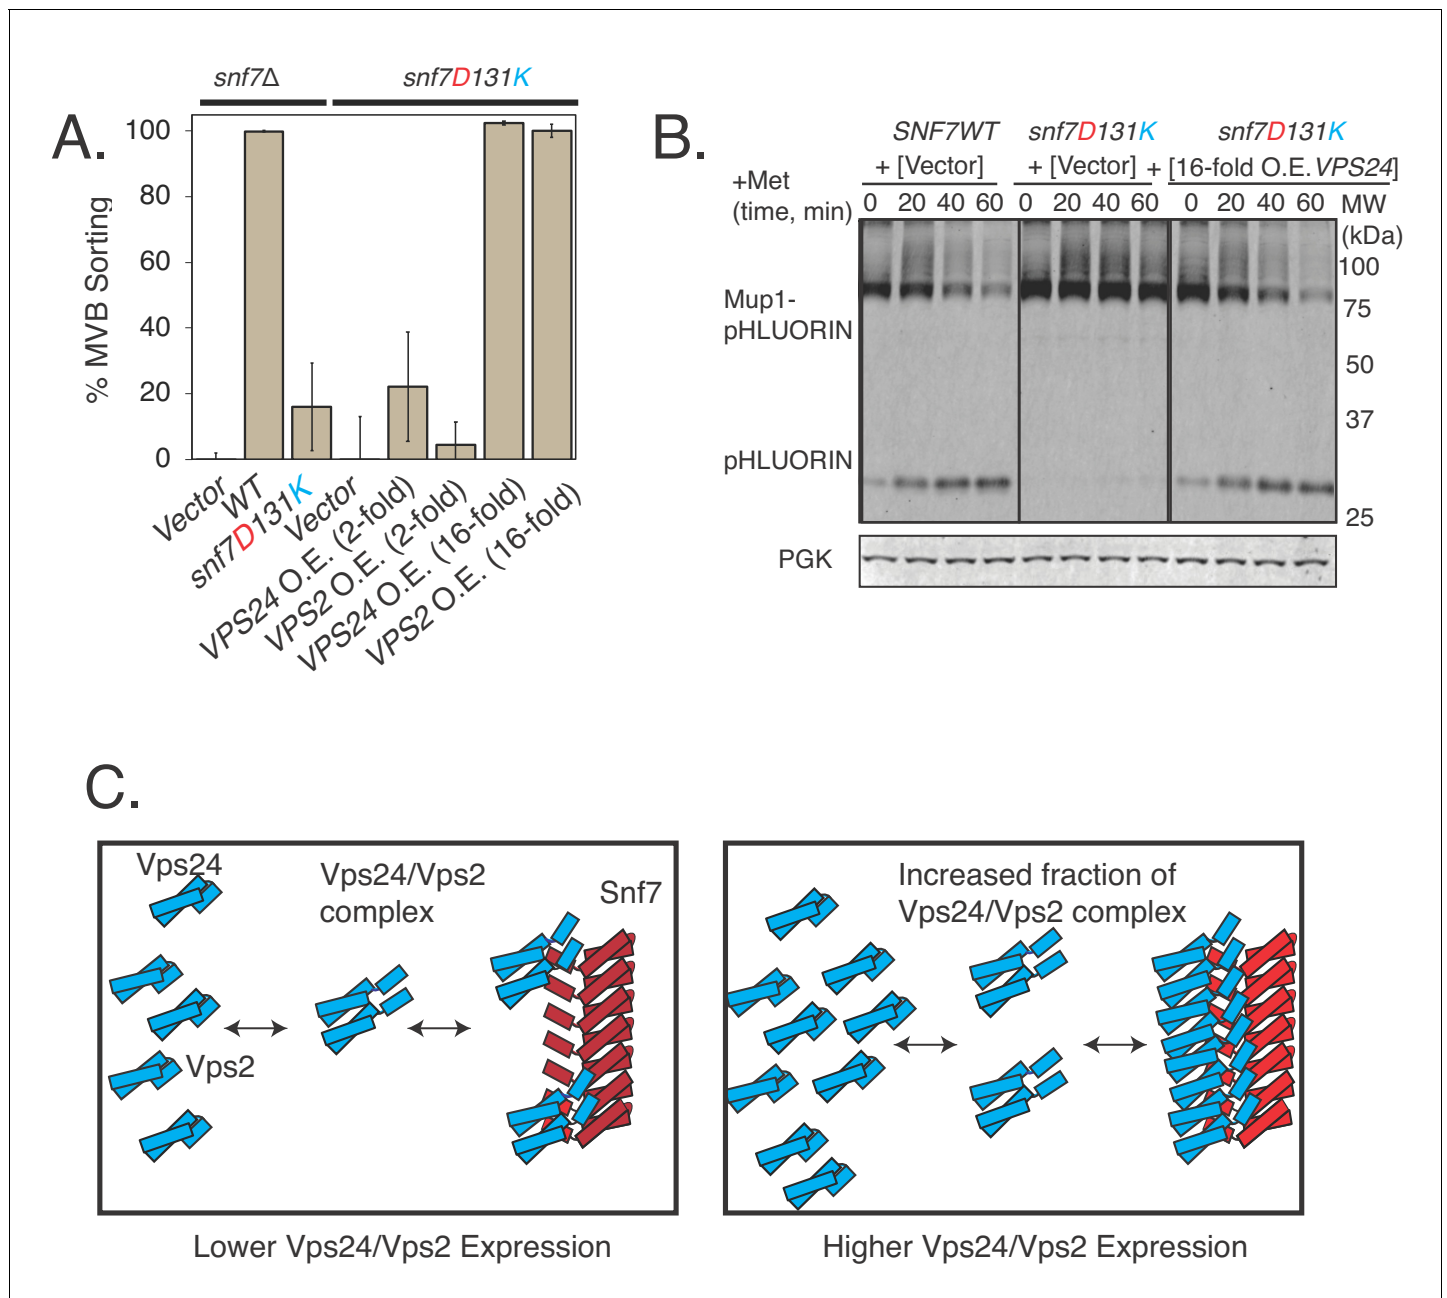 A.
snf7Δ
snf7D131K
% MVB Sorting
100
80
60
40
20
0
Vector
WT
snf7D131K
Vector
VPS24 O.E. (2-fold)
VPS2 O.E. (2-fold)
VPS24 O.E. (16-fold)
VPS2 O.E. (16-fold)
B.
SNF7WT snf7D131K snf7D131K
+ [Vector] + [Vector] + [16-fold O.E. VPS24]
+Met
(time, min)
0 20 40 60 0 20 40 60 0 20 40 60
MW
(kDa)
100
75
50
37
25
Mup1-
pHLUORIN
pHLUORIN
PGK
C.
Vps24
Vps24/Vps2
complex
Snf7
Vps2
Lower Vps24/Vps2 Expression
Increased fraction of
Vps24/Vps2 complex
Higher Vps24/Vps2 Expression